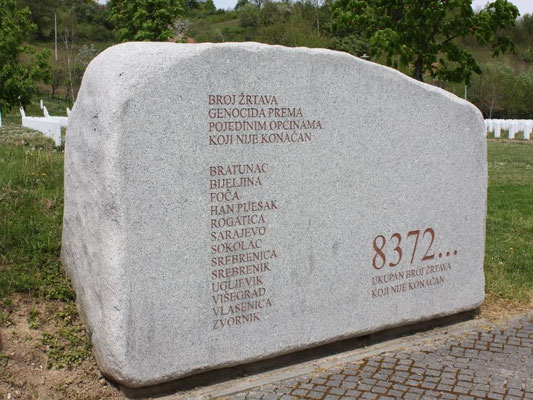 BROJ ŽRTAVA
GENOCIDA PREMA
POJEDINIM OPĆINAMA
KOJI NIJE KONAČAN
BRATUNAC
BIJELJINA
FOČA
HAN PIJESAK
ROGATICA
SARAJEVO
SOKOLAC
SREBRENICA
SREBRENIK
UGLJEVIK
VIŠEGRAD
VLASENICA
ZVORNIK
8372...
UKUPAN BROJ ŽRTAVA
KOJI NIJE KONAČAN